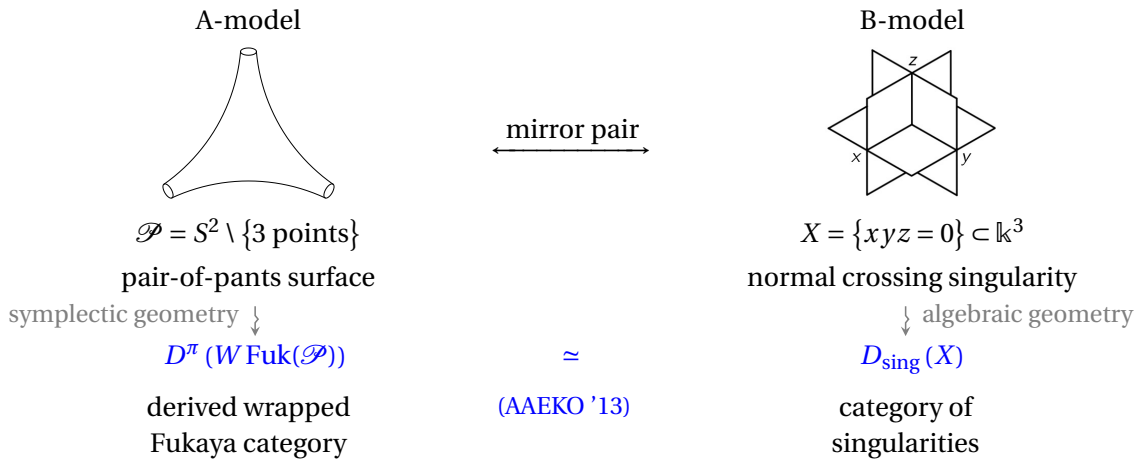 A-model
B-model
mirror pair
z
x
y
𝒫 = S² \ {3 points}
X = {xyz = 0} ⊂ 𝕜³
pair-of-pants surface
normal crossing singularity
symplectic geometry
algebraic geometry
D^π (W Fuk(𝒫))
≃
D_sing (X)
derived wrapped
Fukaya category
(AAEKO '13)
category of
singularities